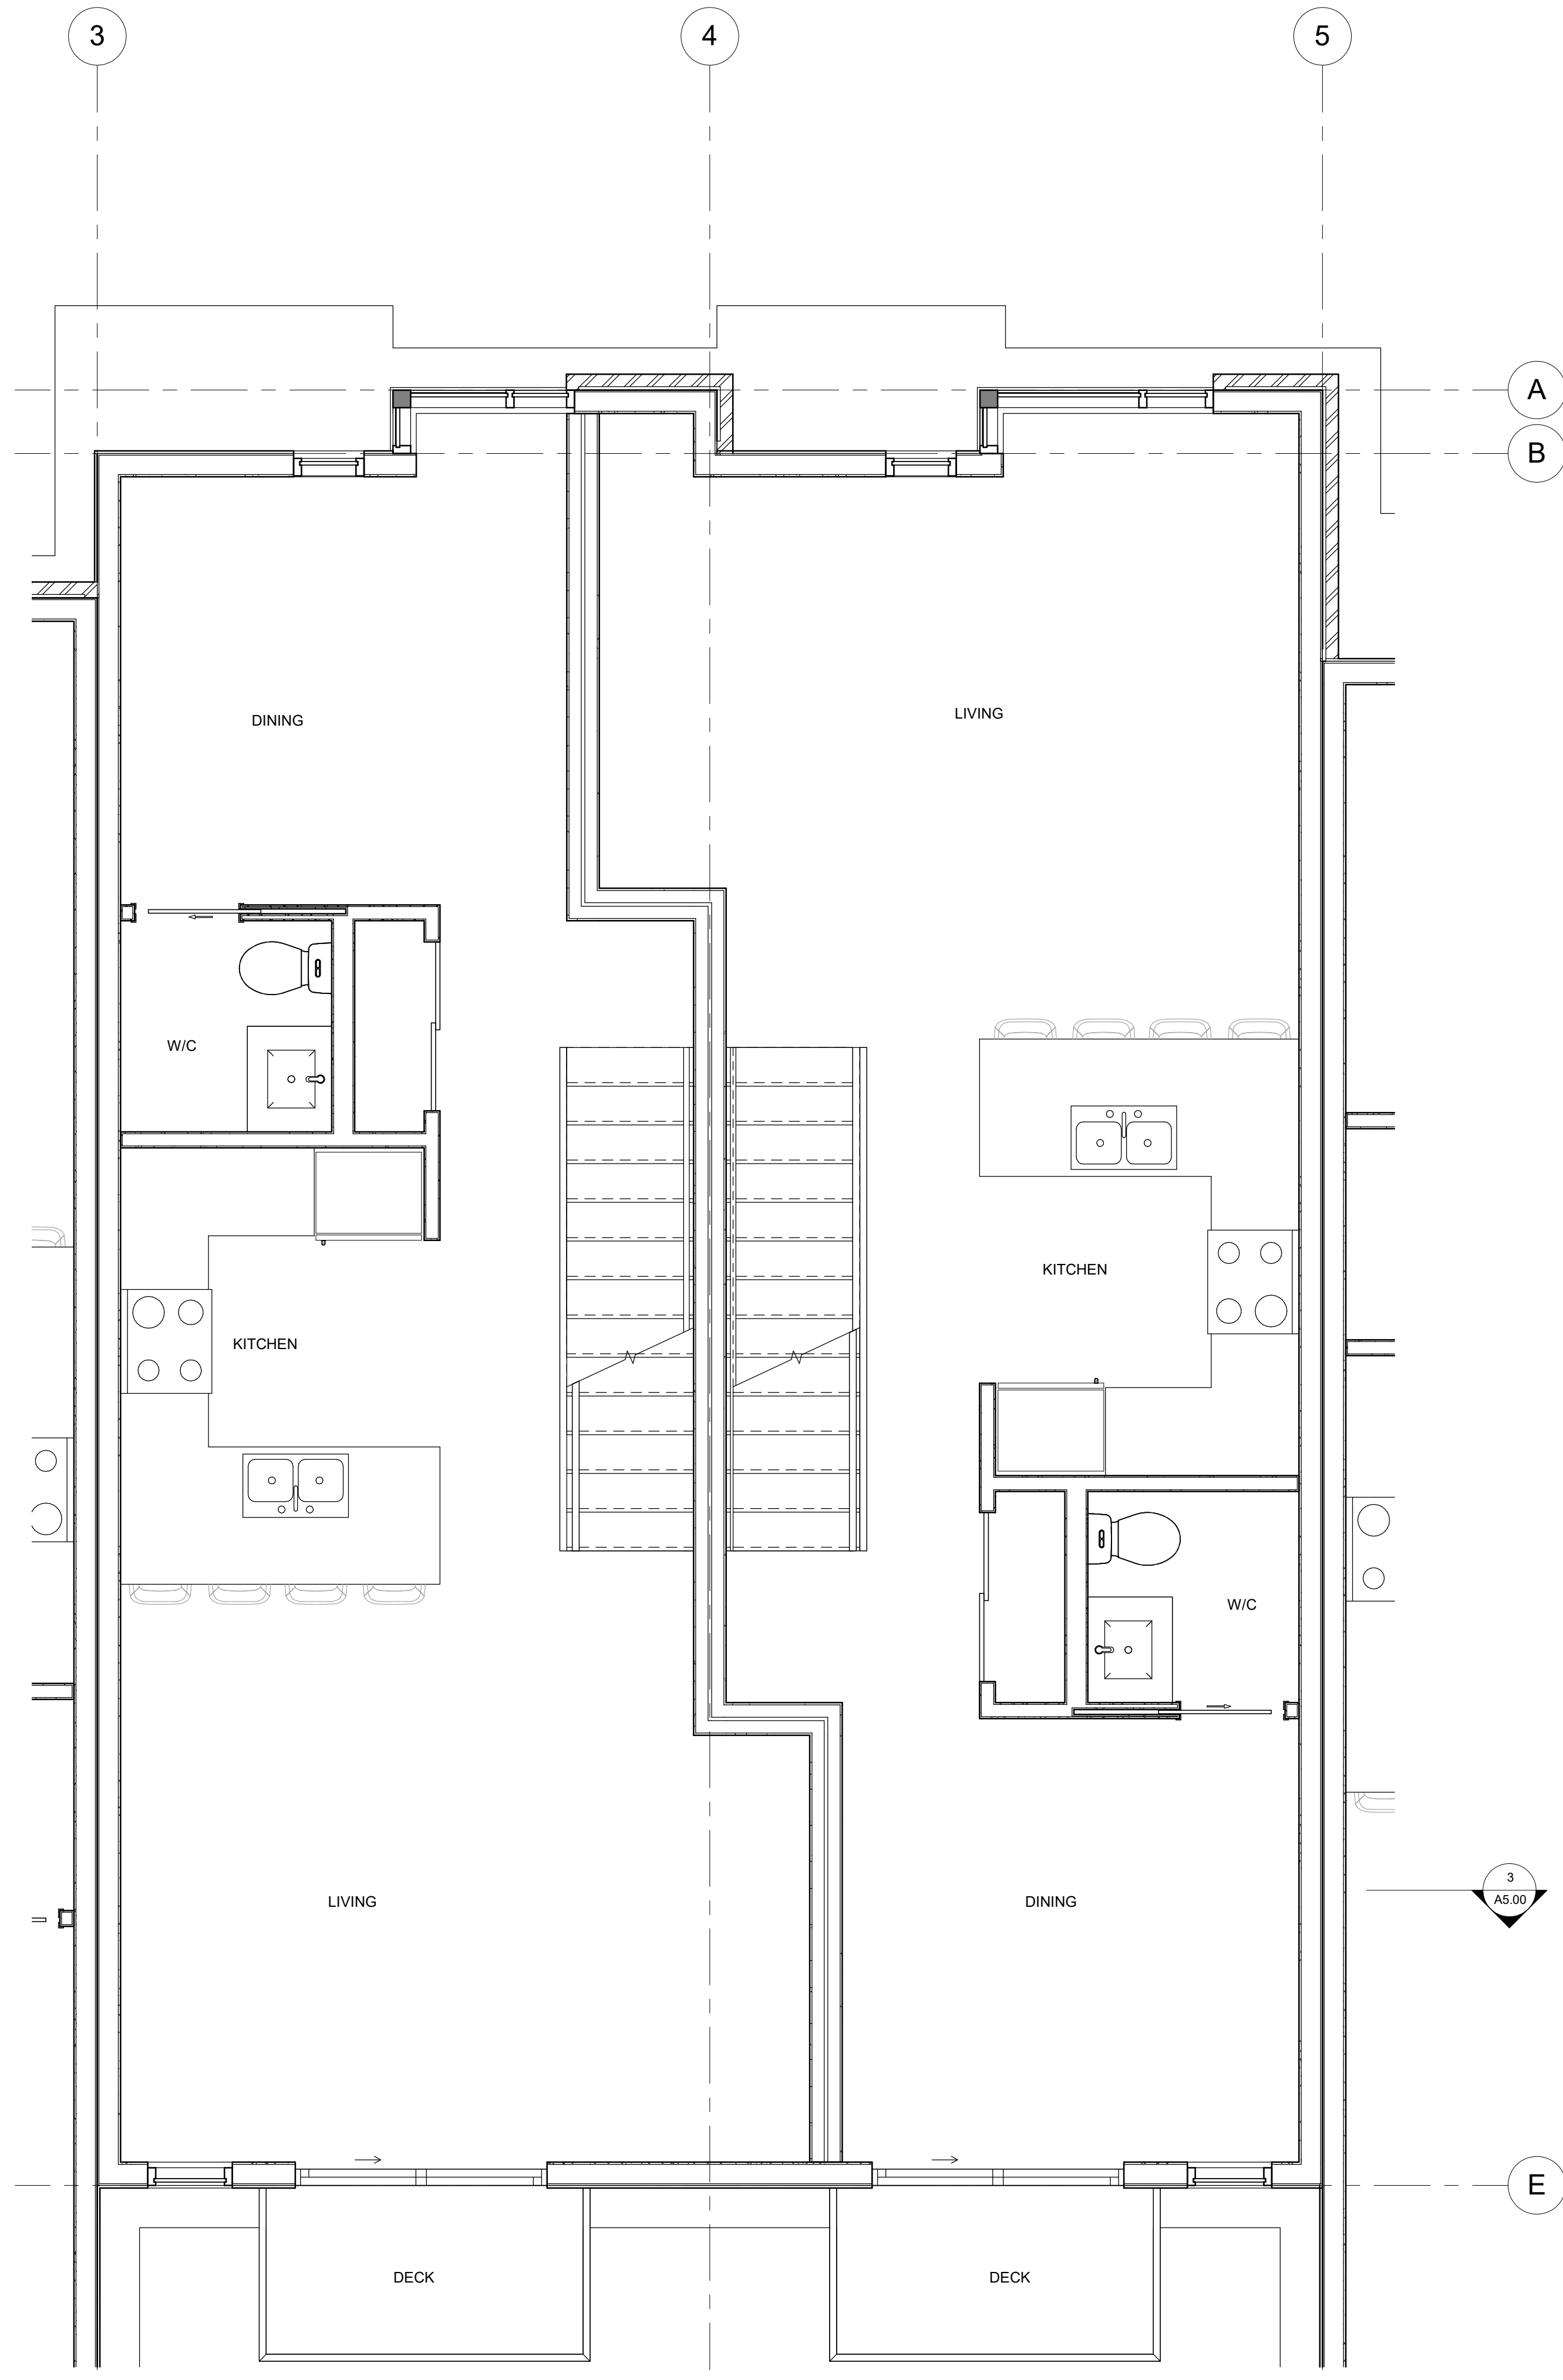 3
4
5
A
B
DINING
LIVING
W/C
KITCHEN
KITCHEN
W/C
LIVING
DINING
3
A5.00
E
DECK
DECK